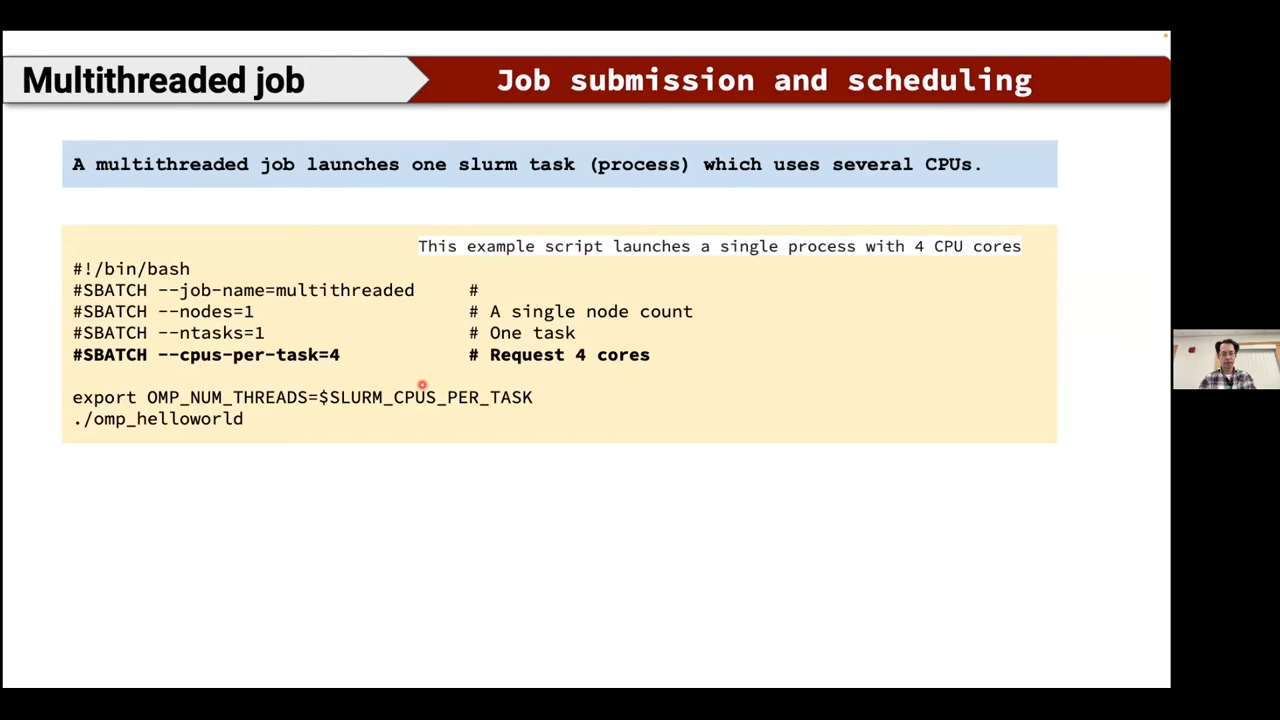 Multithreaded job
Job submission and scheduling
A multithreaded job launches one slurm task (process) which uses several CPUs.
This example script launches a single process with 4 CPU cores
#!/bin/bash
#SBATCH --job-name=multithreaded #
#SBATCH --nodes=1 # A single node count
#SBATCH --ntasks=1 # One task
#SBATCH --cpus-per-task=4 # Request 4 cores
export OMP_NUM_THREADS=$SLURM_CPUS_PER_TASK
./omp_helloworld